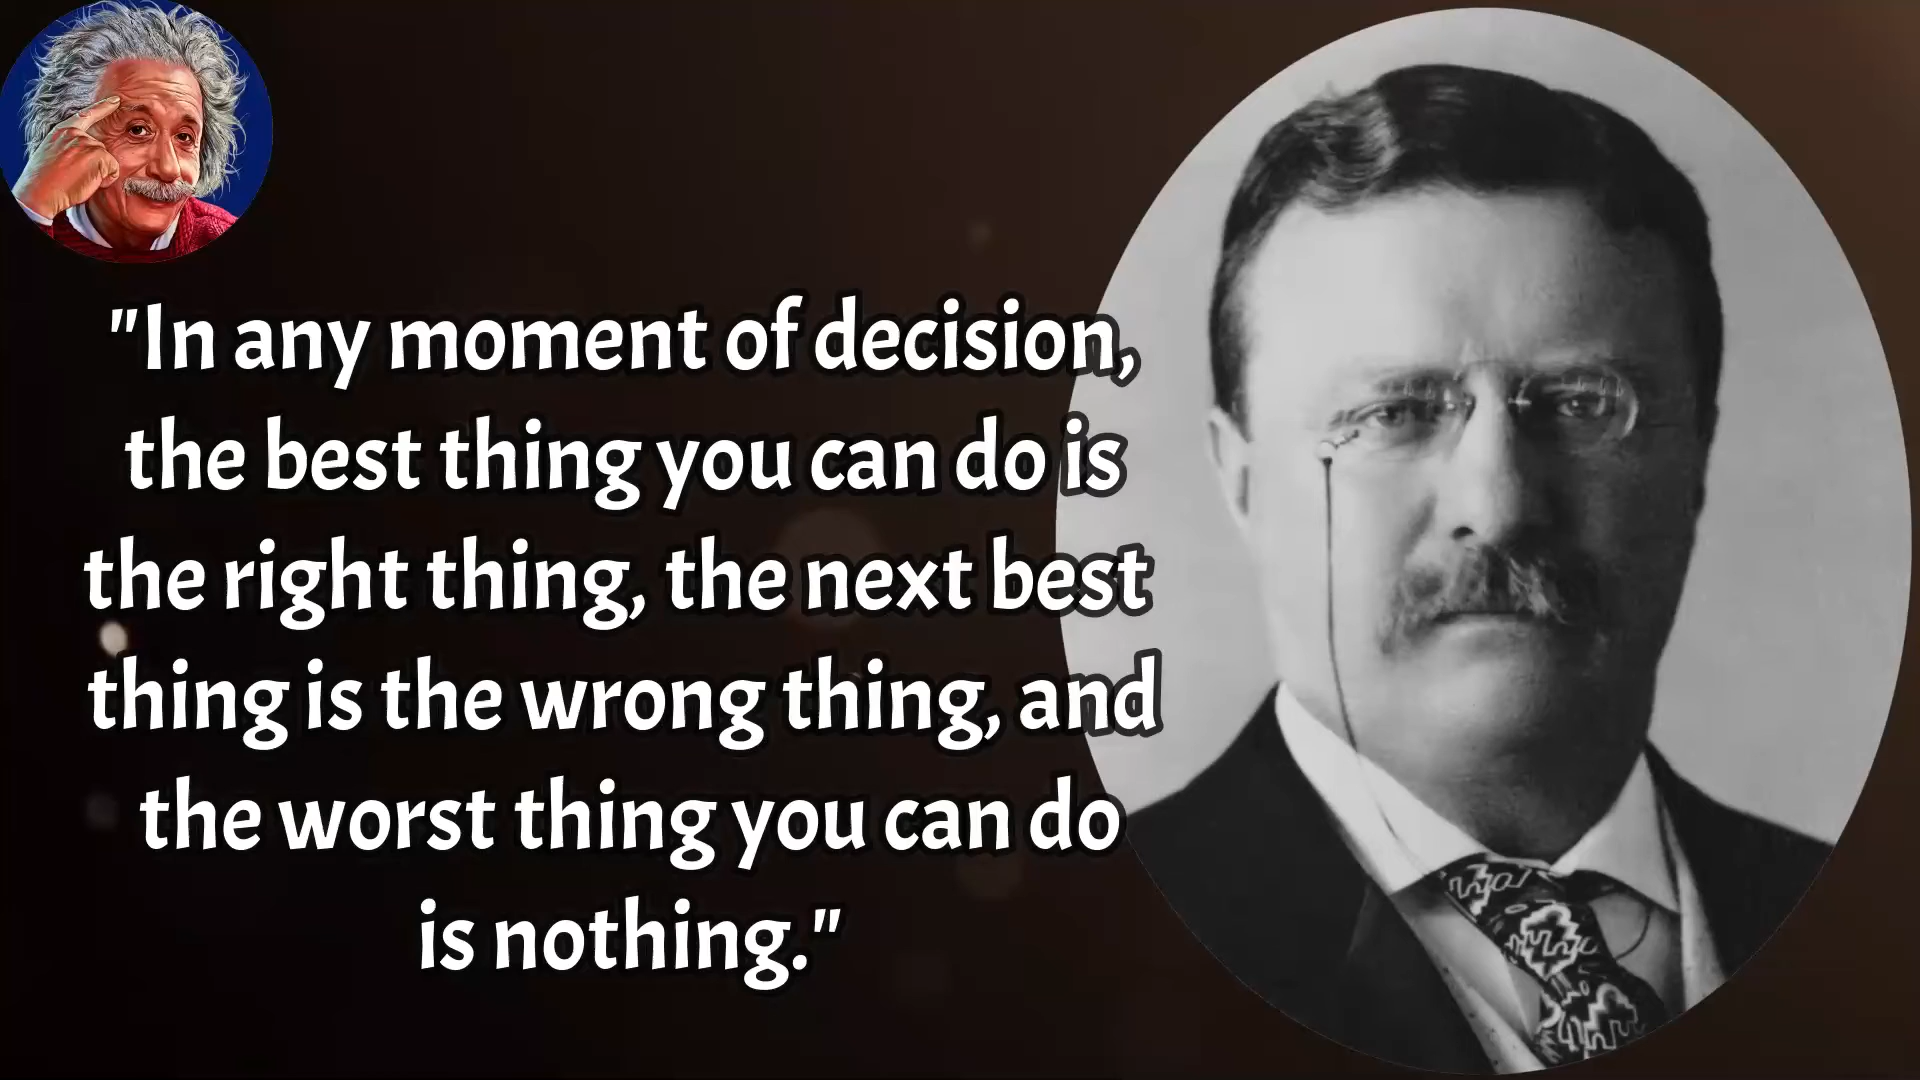 "In any moment of decision,
the best thing you can do is
the right thing, the next best
thing is the wrong thing, and
the worst thing you can do
is nothing."